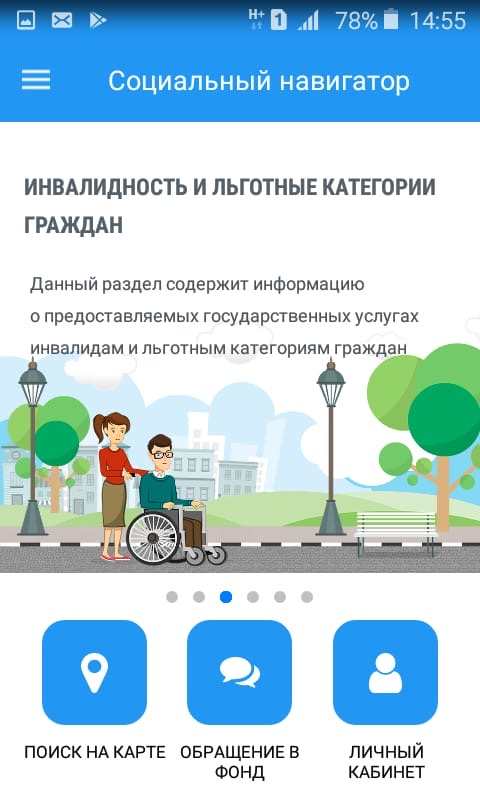 H+ 1 78% 14:55
Социальный навигатор
ИНВАЛИДНОСТЬ И ЛЬГОТНЫЕ КАТЕГОРИИ
ГРАЖДАН
Данный раздел содержит информацию
о предоставляемых государственных услугах
инвалидам и льготным категориям граждан
ПОИСК НА КАРТЕ
ОБРАЩЕНИЕ В
ФОНД
ЛИЧНЫЙ
КАБИНЕТ